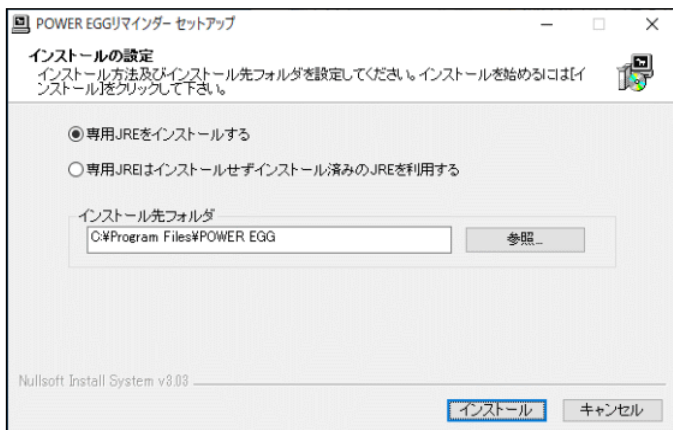 POWER EGGリマインダー セットアップ
インストールの設定
インストール方法及びインストール先フォルダを設定してください。インストールを始めるには[イ
ンストール]をクリックして下さい。
専用JREをインストールする
専用JREはインストールせずインストール済みのJREを利用する
インストール先フォルダ
C:¥Program Files¥POWER EGG
参照...
Nullsoft Install System v3.03
インストール
キャンセル